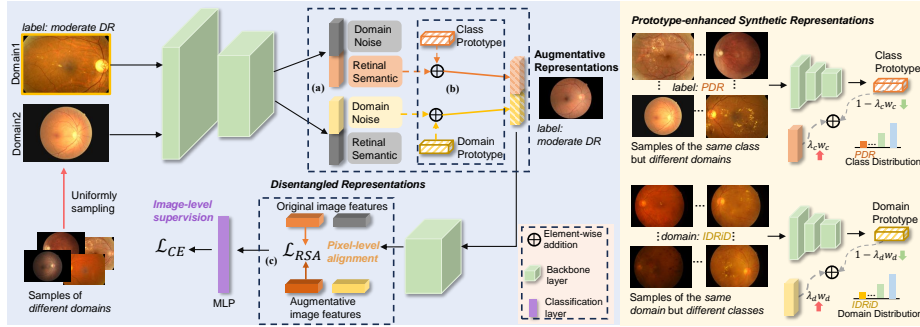 label: moderate DR
Domain1
Domain2
Uniformly
sampling
Samples of
different domains
(a)
Domain
Noise
Retinal
Semantic
Domain
Noise
Retinal
Semantic
Class
Prototype
(b)
Domain
Prototype
Augmentative
Representations
label:
moderate DR
Disentangled Representations
Image-level
supervision
Original image features
Pixel-level
alignment
ℒ_CE
(c)
ℒ_RSA
MLP
Augmentative
image features
Element-wise
addition
Backbone
layer
Classification
layer
Prototype-enhanced Synthetic Representations
label: PDR
Samples of the same class
but different domains
Class
Prototype
1 − λ_c w_c
λ_c w_c
PDR
Class Distribution
domain: IDRiD
Samples of the same
domain but different classes
Domain
Prototype
1 − λ_d w_d
λ_d w_d
IDRiD
Domain Distribution